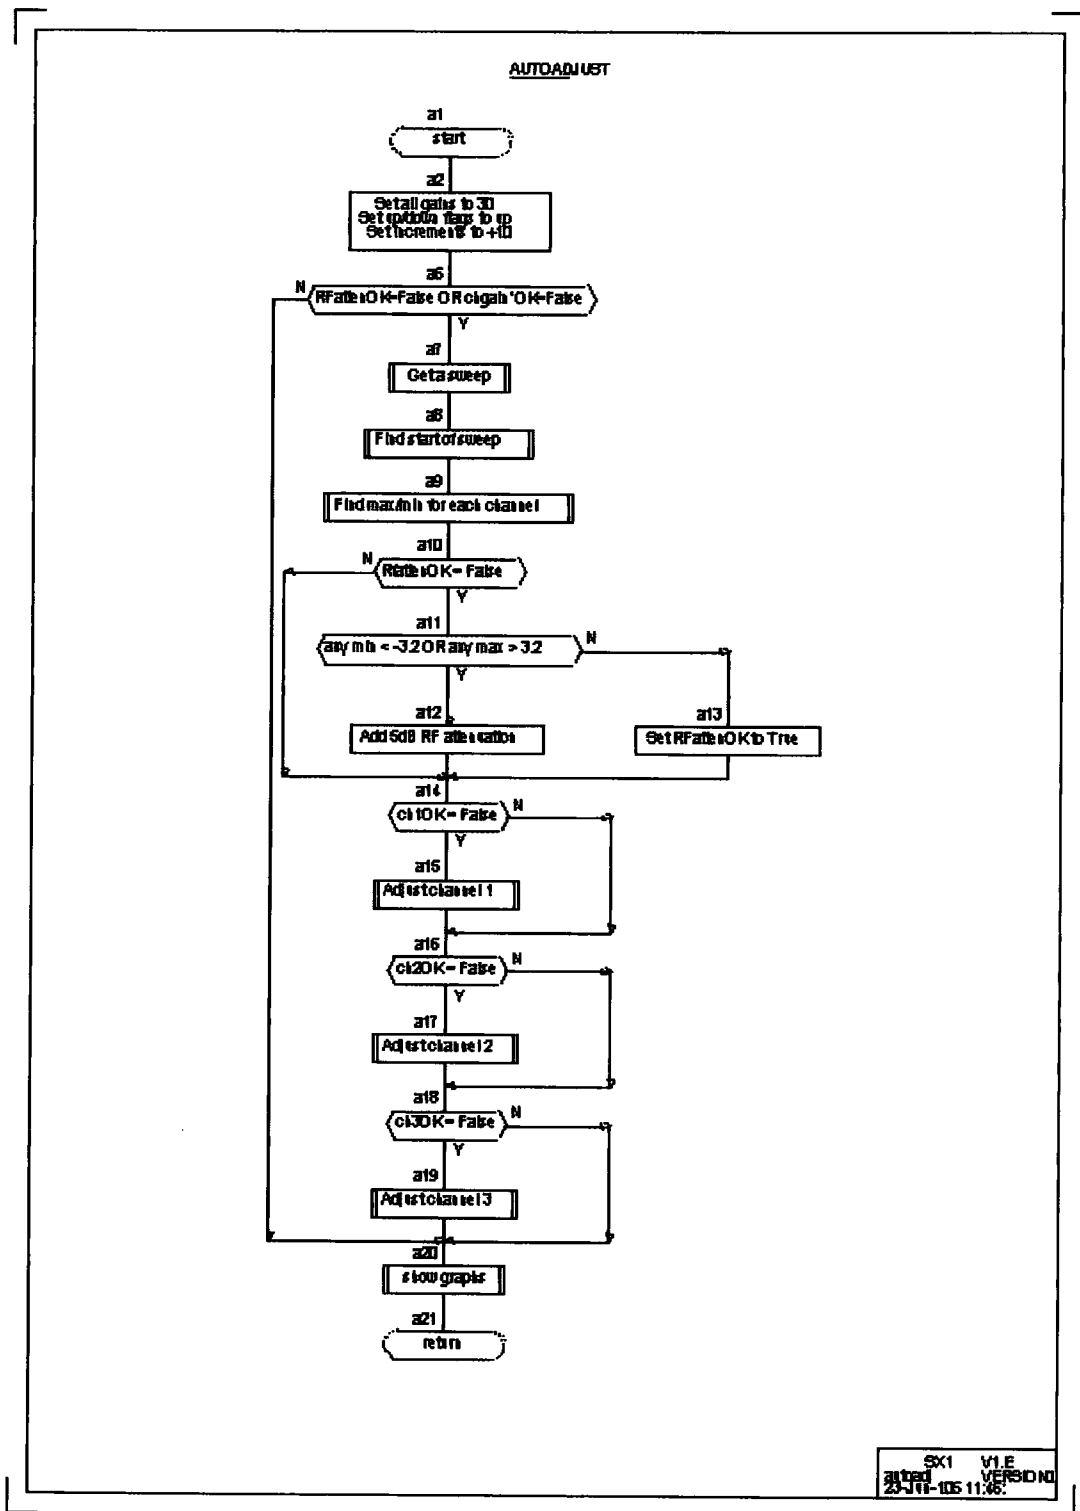 AUTOADJUST
a1
start
a2
Set all gains to 30
Set up/down flags to up
Set increments to +10
a6
N
RFattenOK=False OR chgain*OK=False
Y
a7
Get a sweep
a8
Find start of sweep
a9
Find max/min for each channel
a10
N
RfattenOK = False
Y
a11
any min < -3.2 OR any max > 3.2
N
Y
a12
Add 5dB RF attenuation
a13
Set RFattenOK to True
a14
ch1OK = False
N
Y
a15
Adjust channel 1
a16
ch2OK = False
N
Y
a17
Adjust channel 2
a18
ch3OK = False
N
Y
a19
Adjust channel 3
a20
show graphs
a21
return
SX1 V1.E
VERSION
11:46: